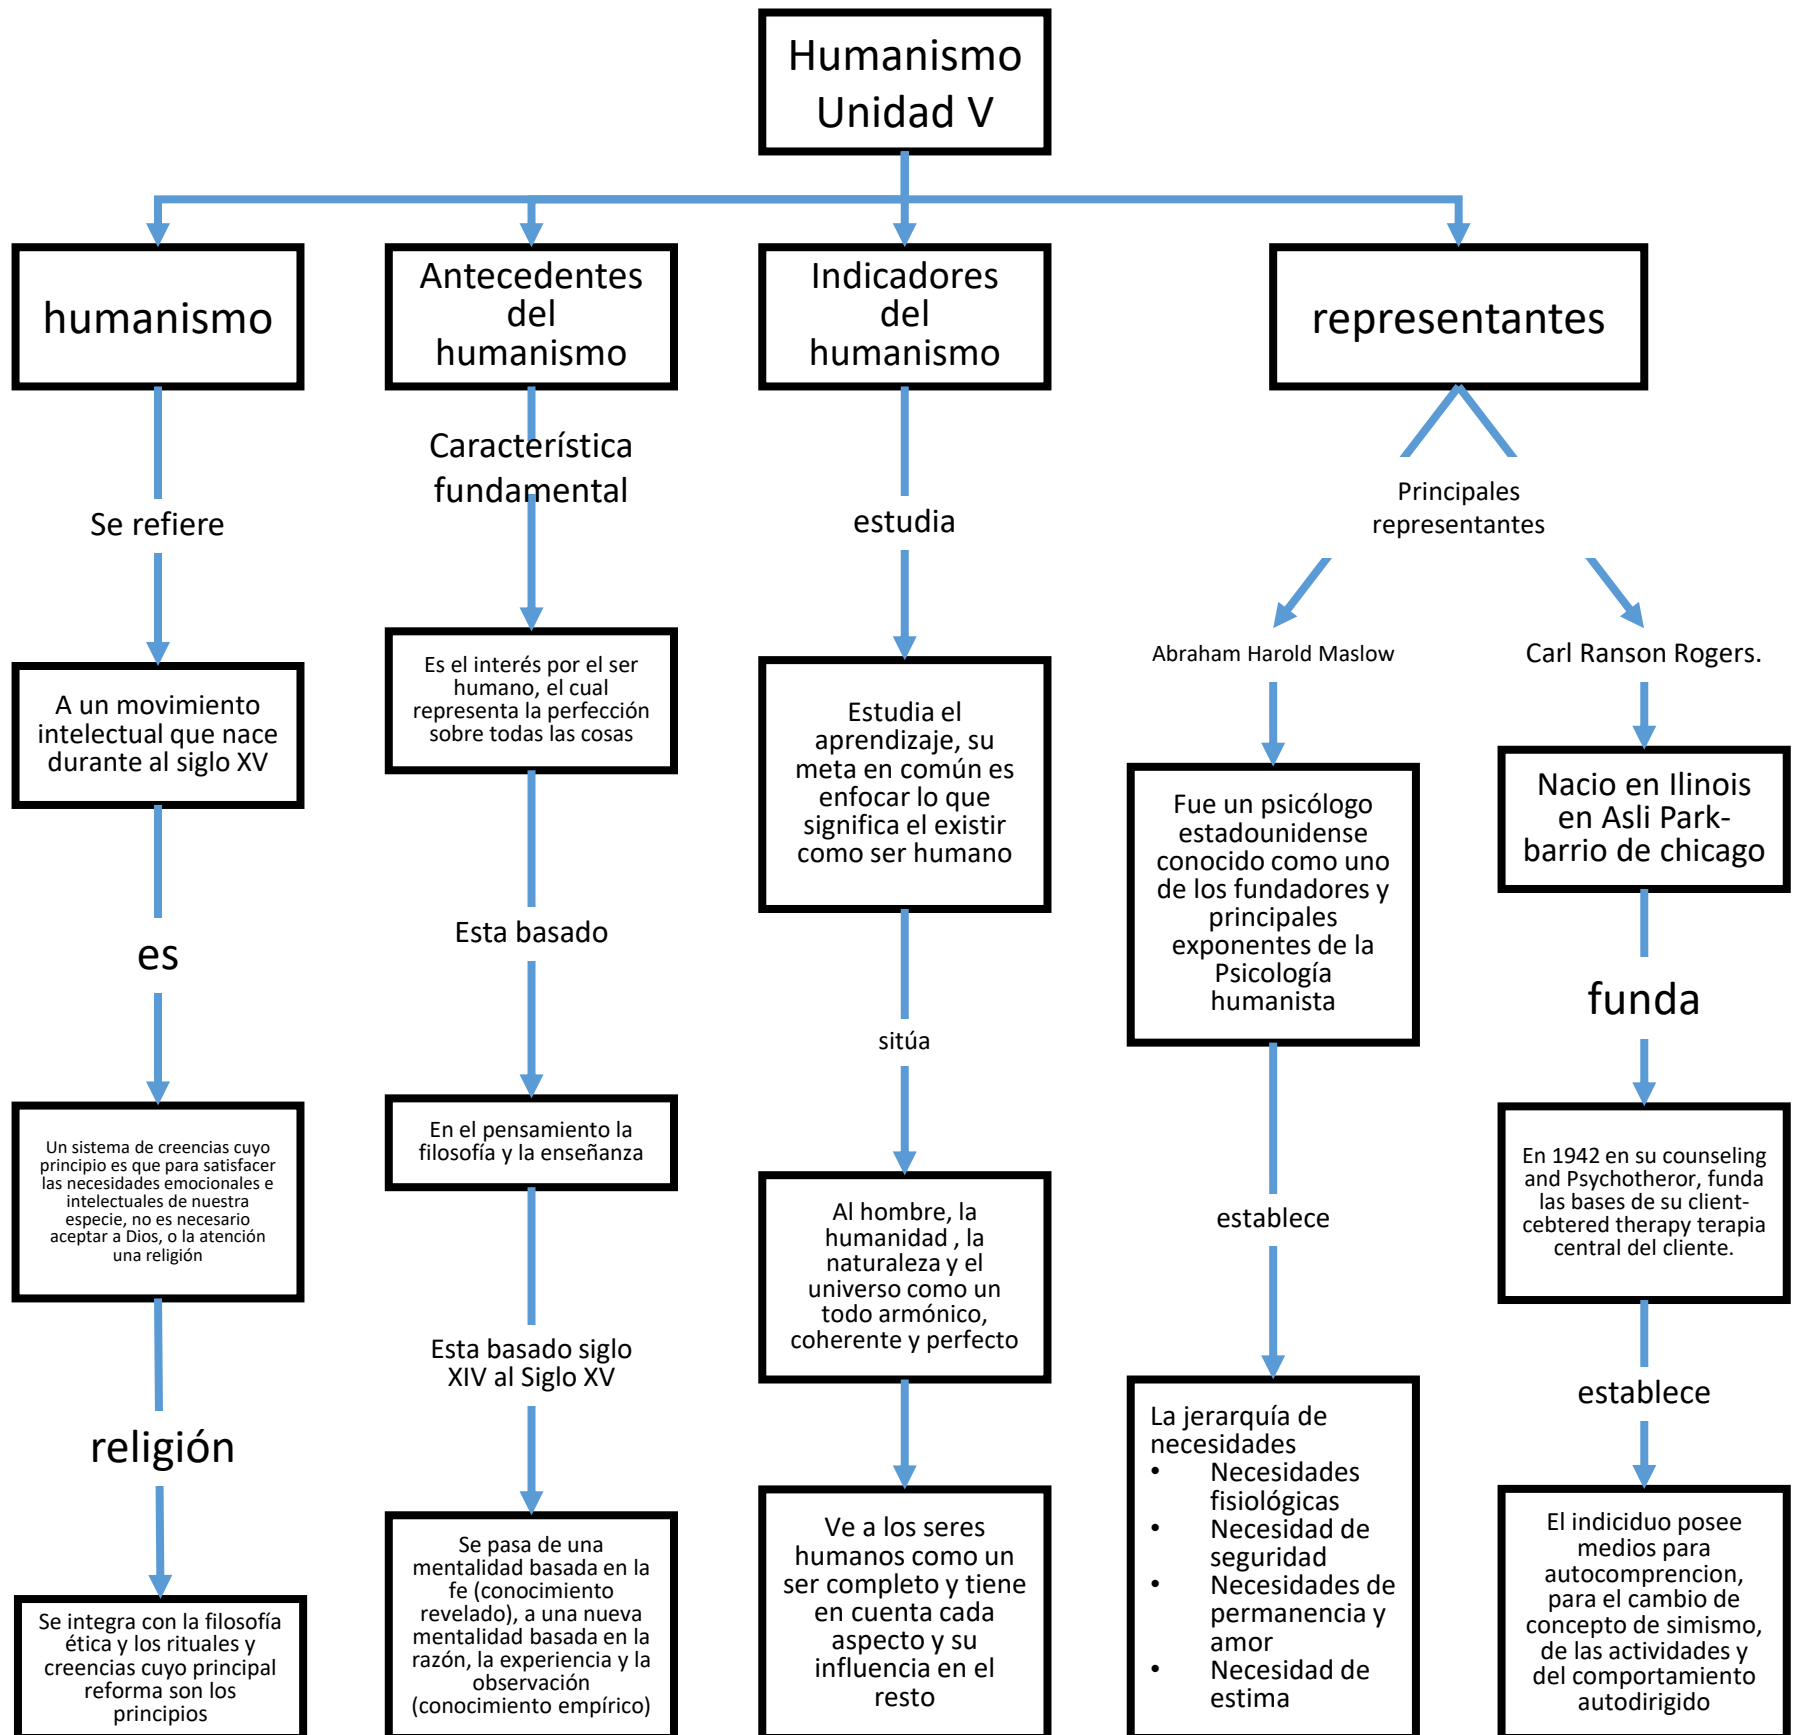 Humanismo
Unidad V
humanismo
Se refiere
A un movimiento
intelectual que nace
durante al siglo XV
es
Un sistema de creencias cuyo
principio es que para satisfacer
las necesidades emocionales e
intelectuales de nuestra
especie, no es necesario
aceptar a Dios, o la atención
una religión
religión
Se integra con la filosofía
ética y los rituales y
creencias cuyo principal
reforma son los
principios
Antecedentes
del
humanismo
Característica
fundamental
Es el interés por el ser
humano, el cual
representa la perfección
sobre todas las cosas
Esta basado
En el pensamiento la
filosofía y la enseñanza
Esta basado siglo
XIV al Siglo XV
Se pasa de una
mentalidad basada en la
fe (conocimiento
revelado), a una nueva
mentalidad basada en la
razón, la experiencia y la
observación
(conocimiento empírico)
Indicadores
del
humanismo
estudia
Estudia el
aprendizaje, su
meta en común es
enfocar lo que
significa el existir
como ser humano
sitúa
Al hombre, la
humanidad , la
naturaleza y el
universo como un
todo armónico,
coherente y perfecto
Ve a los seres
humanos como un
ser completo y tiene
en cuenta cada
aspecto y su
influencia en el
resto
representantes
Principales
representantes
Abraham Harold Maslow
Fue un psicólogo
estadounidense
conocido como uno
de los fundadores y
principales
exponentes de la
Psicología
humanista
establece
La jerarquía de
necesidades
• Necesidades
fisiológicas
• Necesidad de
seguridad
• Necesidades de
permanencia y
amor
• Necesidad de
estima
Carl Ranson Rogers.
Nacio en Ilinois
en Asli Park-
barrio de chicago
funda
En 1942 en su counseling
and Psychotheror, funda
las bases de su client-
cebtered therapy terapia
central del cliente.
establece
El indiciduo posee
medios para
autocomprencion,
para el cambio de
concepto de simismo,
de las actividades y
del comportamiento
autodirigido